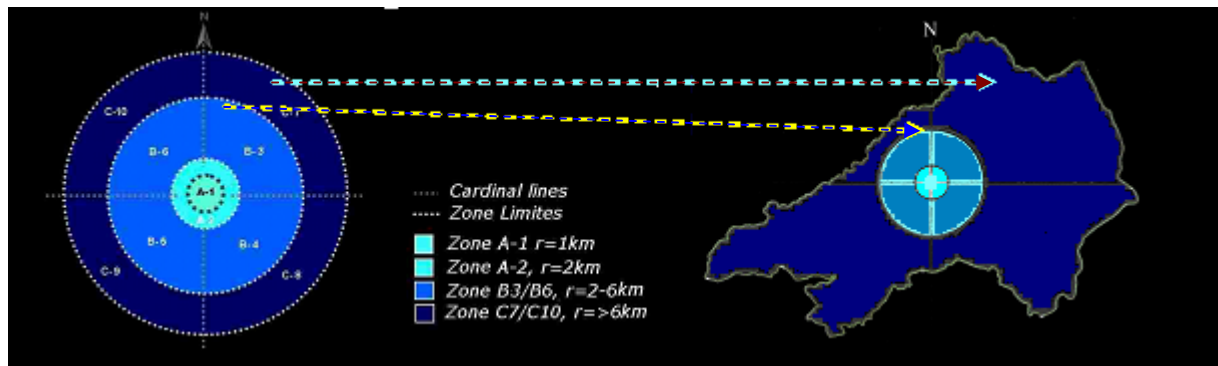 N
C-10
C-7
B-6
B-3
A-1
A-2
B-5
B-4
C-9
C-8
Cardinal lines
Zone Limites
Zone A-1 r=1km
Zone A-2, r=2km
Zone B3/B6, r=2-6km
Zone C7/C10, r=>6km
N